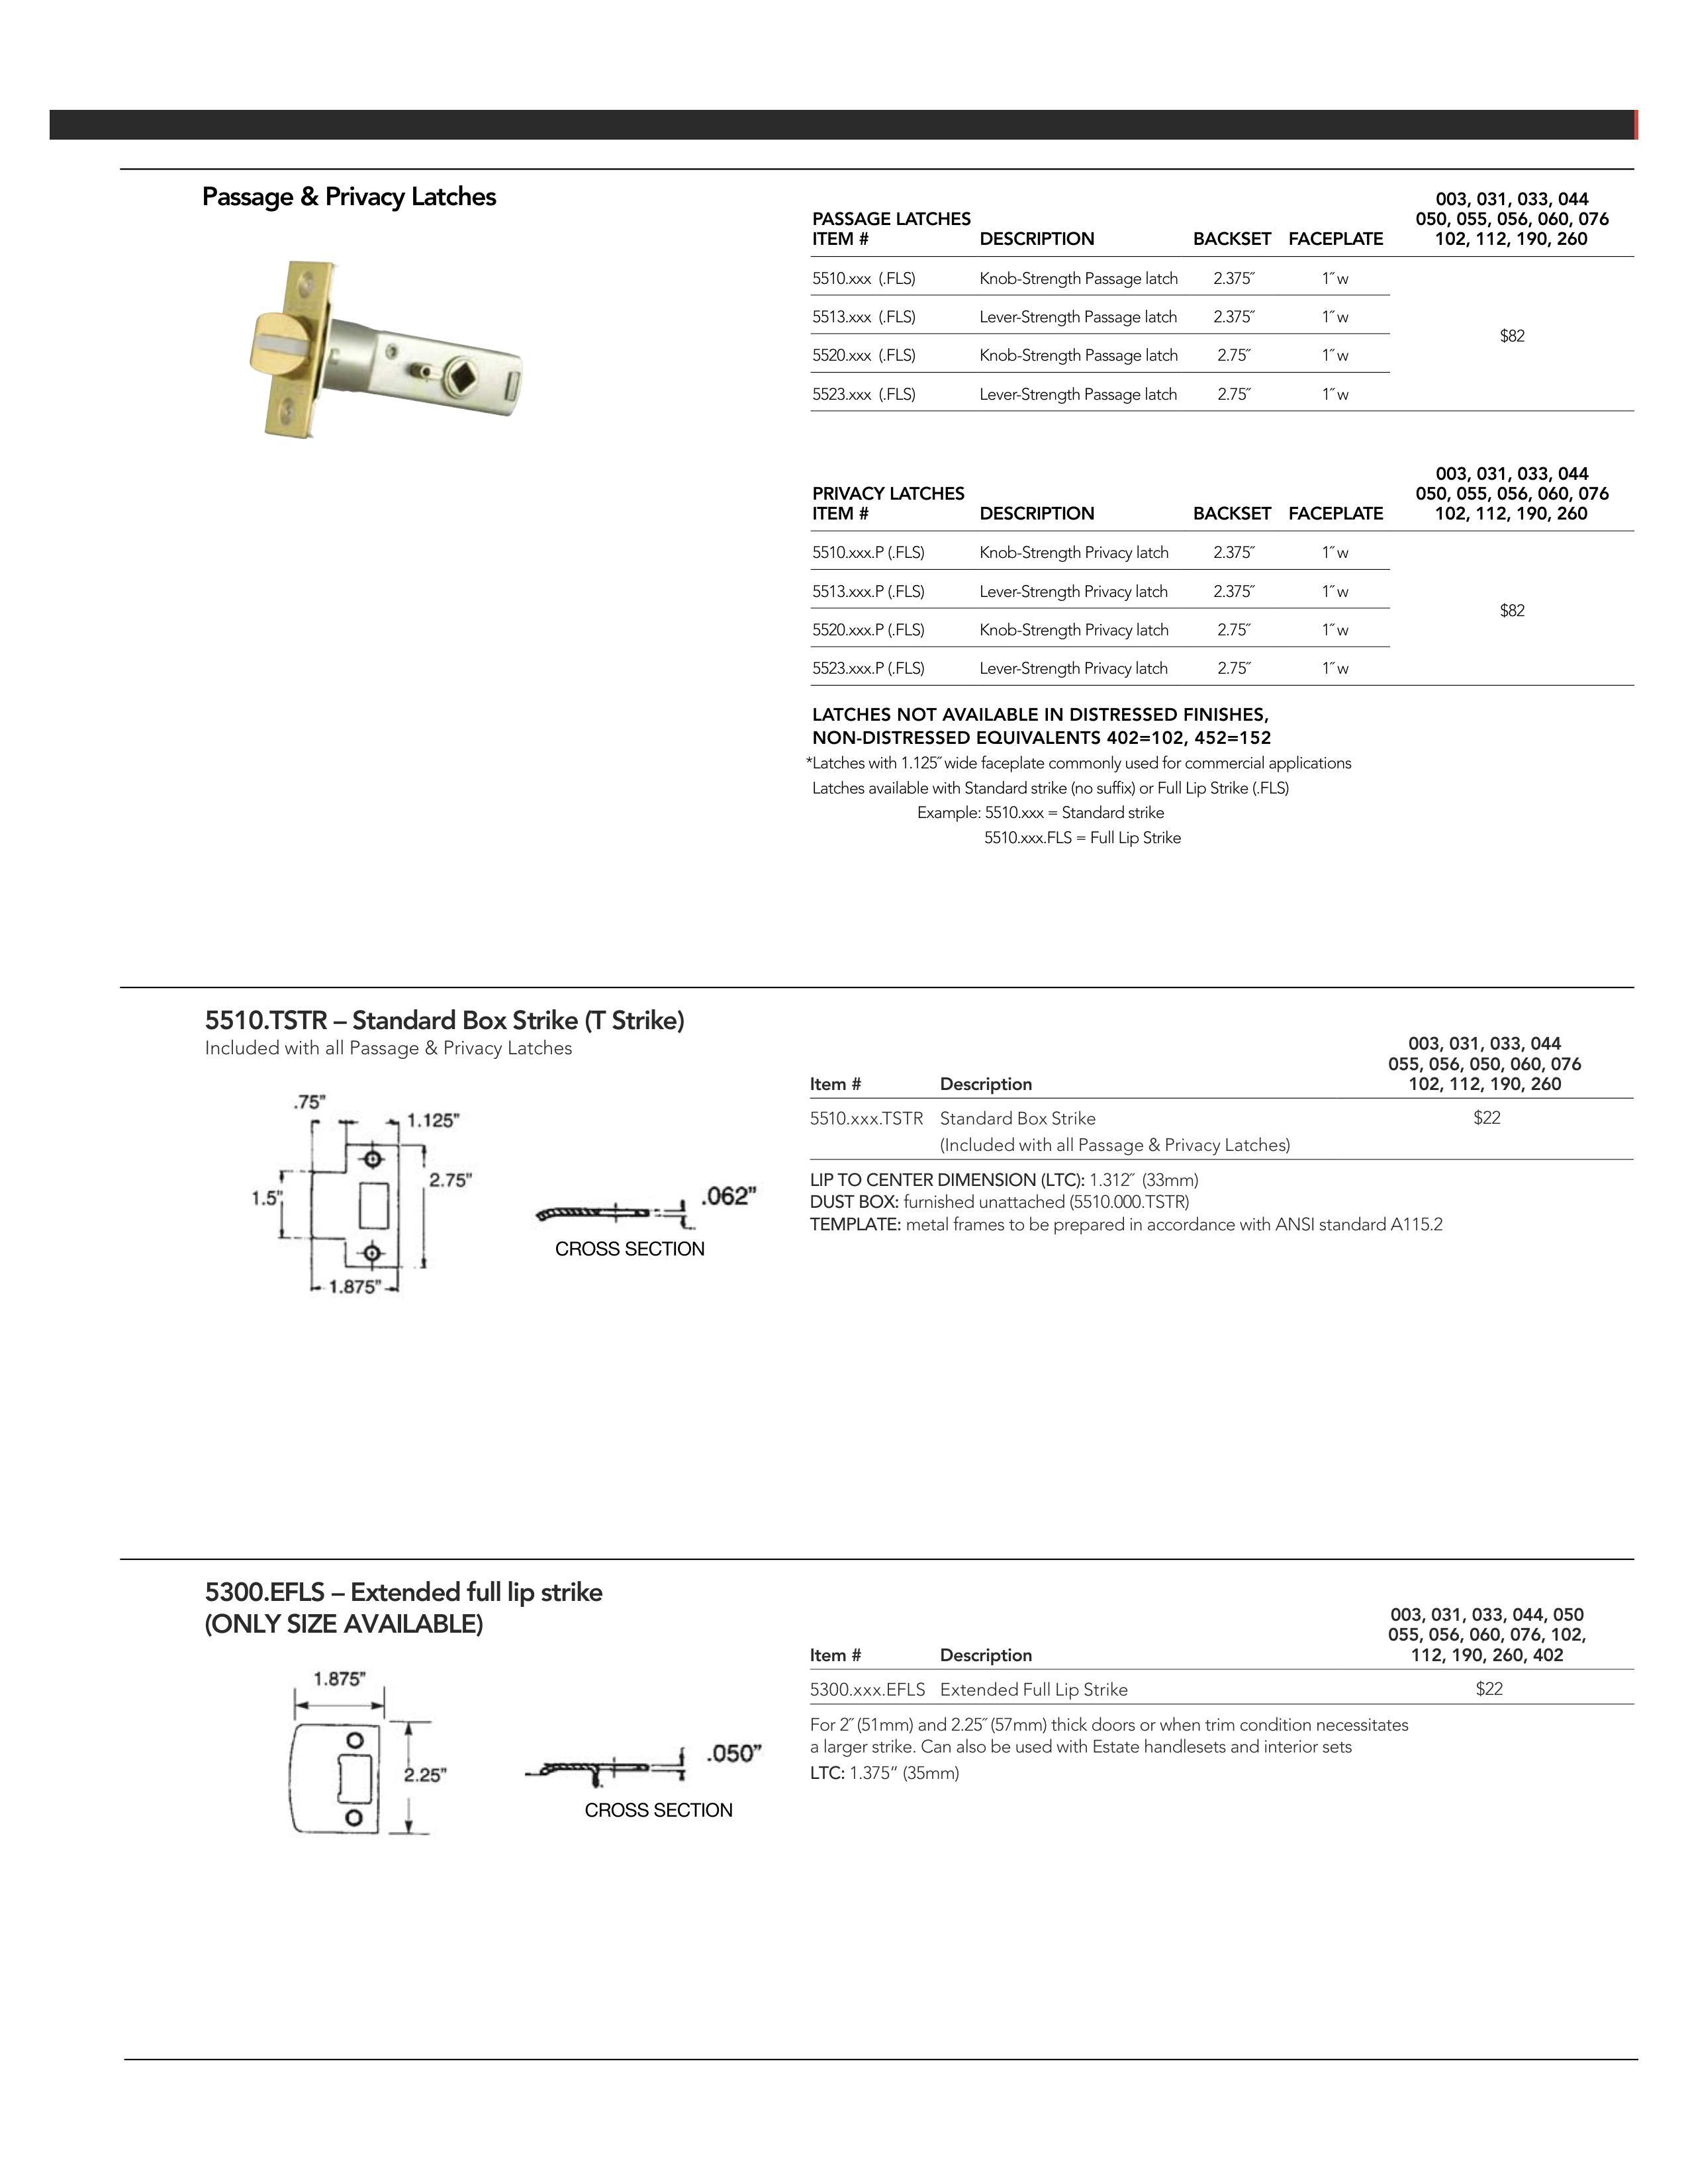 Passage & Privacy Latches
003, 031, 033, 044
PASSAGE LATCHES 050, 055, 056, 060, 076
ITEM # DESCRIPTION BACKSET FACEPLATE 102, 112, 190, 260
5510.xxx (.FLS) Knob-Strength Passage latch 2.375˝ 1˝ w
5513.xxx (.FLS) Lever-Strength Passage latch 2.375˝ 1˝ w
$82
5520.xxx (.FLS) Knob-Strength Passage latch 2.75˝ 1˝ w
5523.xxx (.FLS) Lever-Strength Passage latch 2.75˝ 1˝ w
003, 031, 033, 044
PRIVACY LATCHES 050, 055, 056, 060, 076
ITEM # DESCRIPTION BACKSET FACEPLATE 102, 112, 190, 260
5510.xxx.P (.FLS) Knob-Strength Privacy latch 2.375˝ 1˝ w
5513.xxx.P (.FLS) Lever-Strength Privacy latch 2.375˝ 1˝ w
$82
5520.xxx.P (.FLS) Knob-Strength Privacy latch 2.75˝ 1˝ w
5523.xxx.P (.FLS) Lever-Strength Privacy latch 2.75˝ 1˝ w
LATCHES NOT AVAILABLE IN DISTRESSED FINISHES,
NON-DISTRESSED EQUIVALENTS 402=102, 452=152
*Latches with 1.125˝ wide faceplate commonly used for commercial applications
Latches available with Standard strike (no suffix) or Full Lip Strike (.FLS)
Example: 5510.xxx = Standard strike
5510.xxx.FLS = Full Lip Strike
5510.TSTR – Standard Box Strike (T Strike)
Included with all Passage & Privacy Latches
.75”
1.125”
2.75”
1.5”
1.875”
.062”
CROSS SECTION
003, 031, 033, 044
055, 056, 050, 060, 076
Item # Description 102, 112, 190, 260
5510.xxx.TSTR Standard Box Strike $22
(Included with all Passage & Privacy Latches)
LIP TO CENTER DIMENSION (LTC): 1.312˝ (33mm)
DUST BOX: furnished unattached (5510.000.TSTR)
TEMPLATE: metal frames to be prepared in accordance with ANSI standard A115.2
5300.EFLS – Extended full lip strike
(ONLY SIZE AVAILABLE)
1.875”
2.25”
.050”
CROSS SECTION
003, 031, 033, 044, 050
055, 056, 060, 076, 102,
Item # Description 112, 190, 260, 402
5300.xxx.EFLS Extended Full Lip Strike $22
For 2˝ (51mm) and 2.25˝ (57mm) thick doors or when trim condition necessitates
a larger strike. Can also be used with Estate handlesets and interior sets
LTC: 1.375” (35mm)